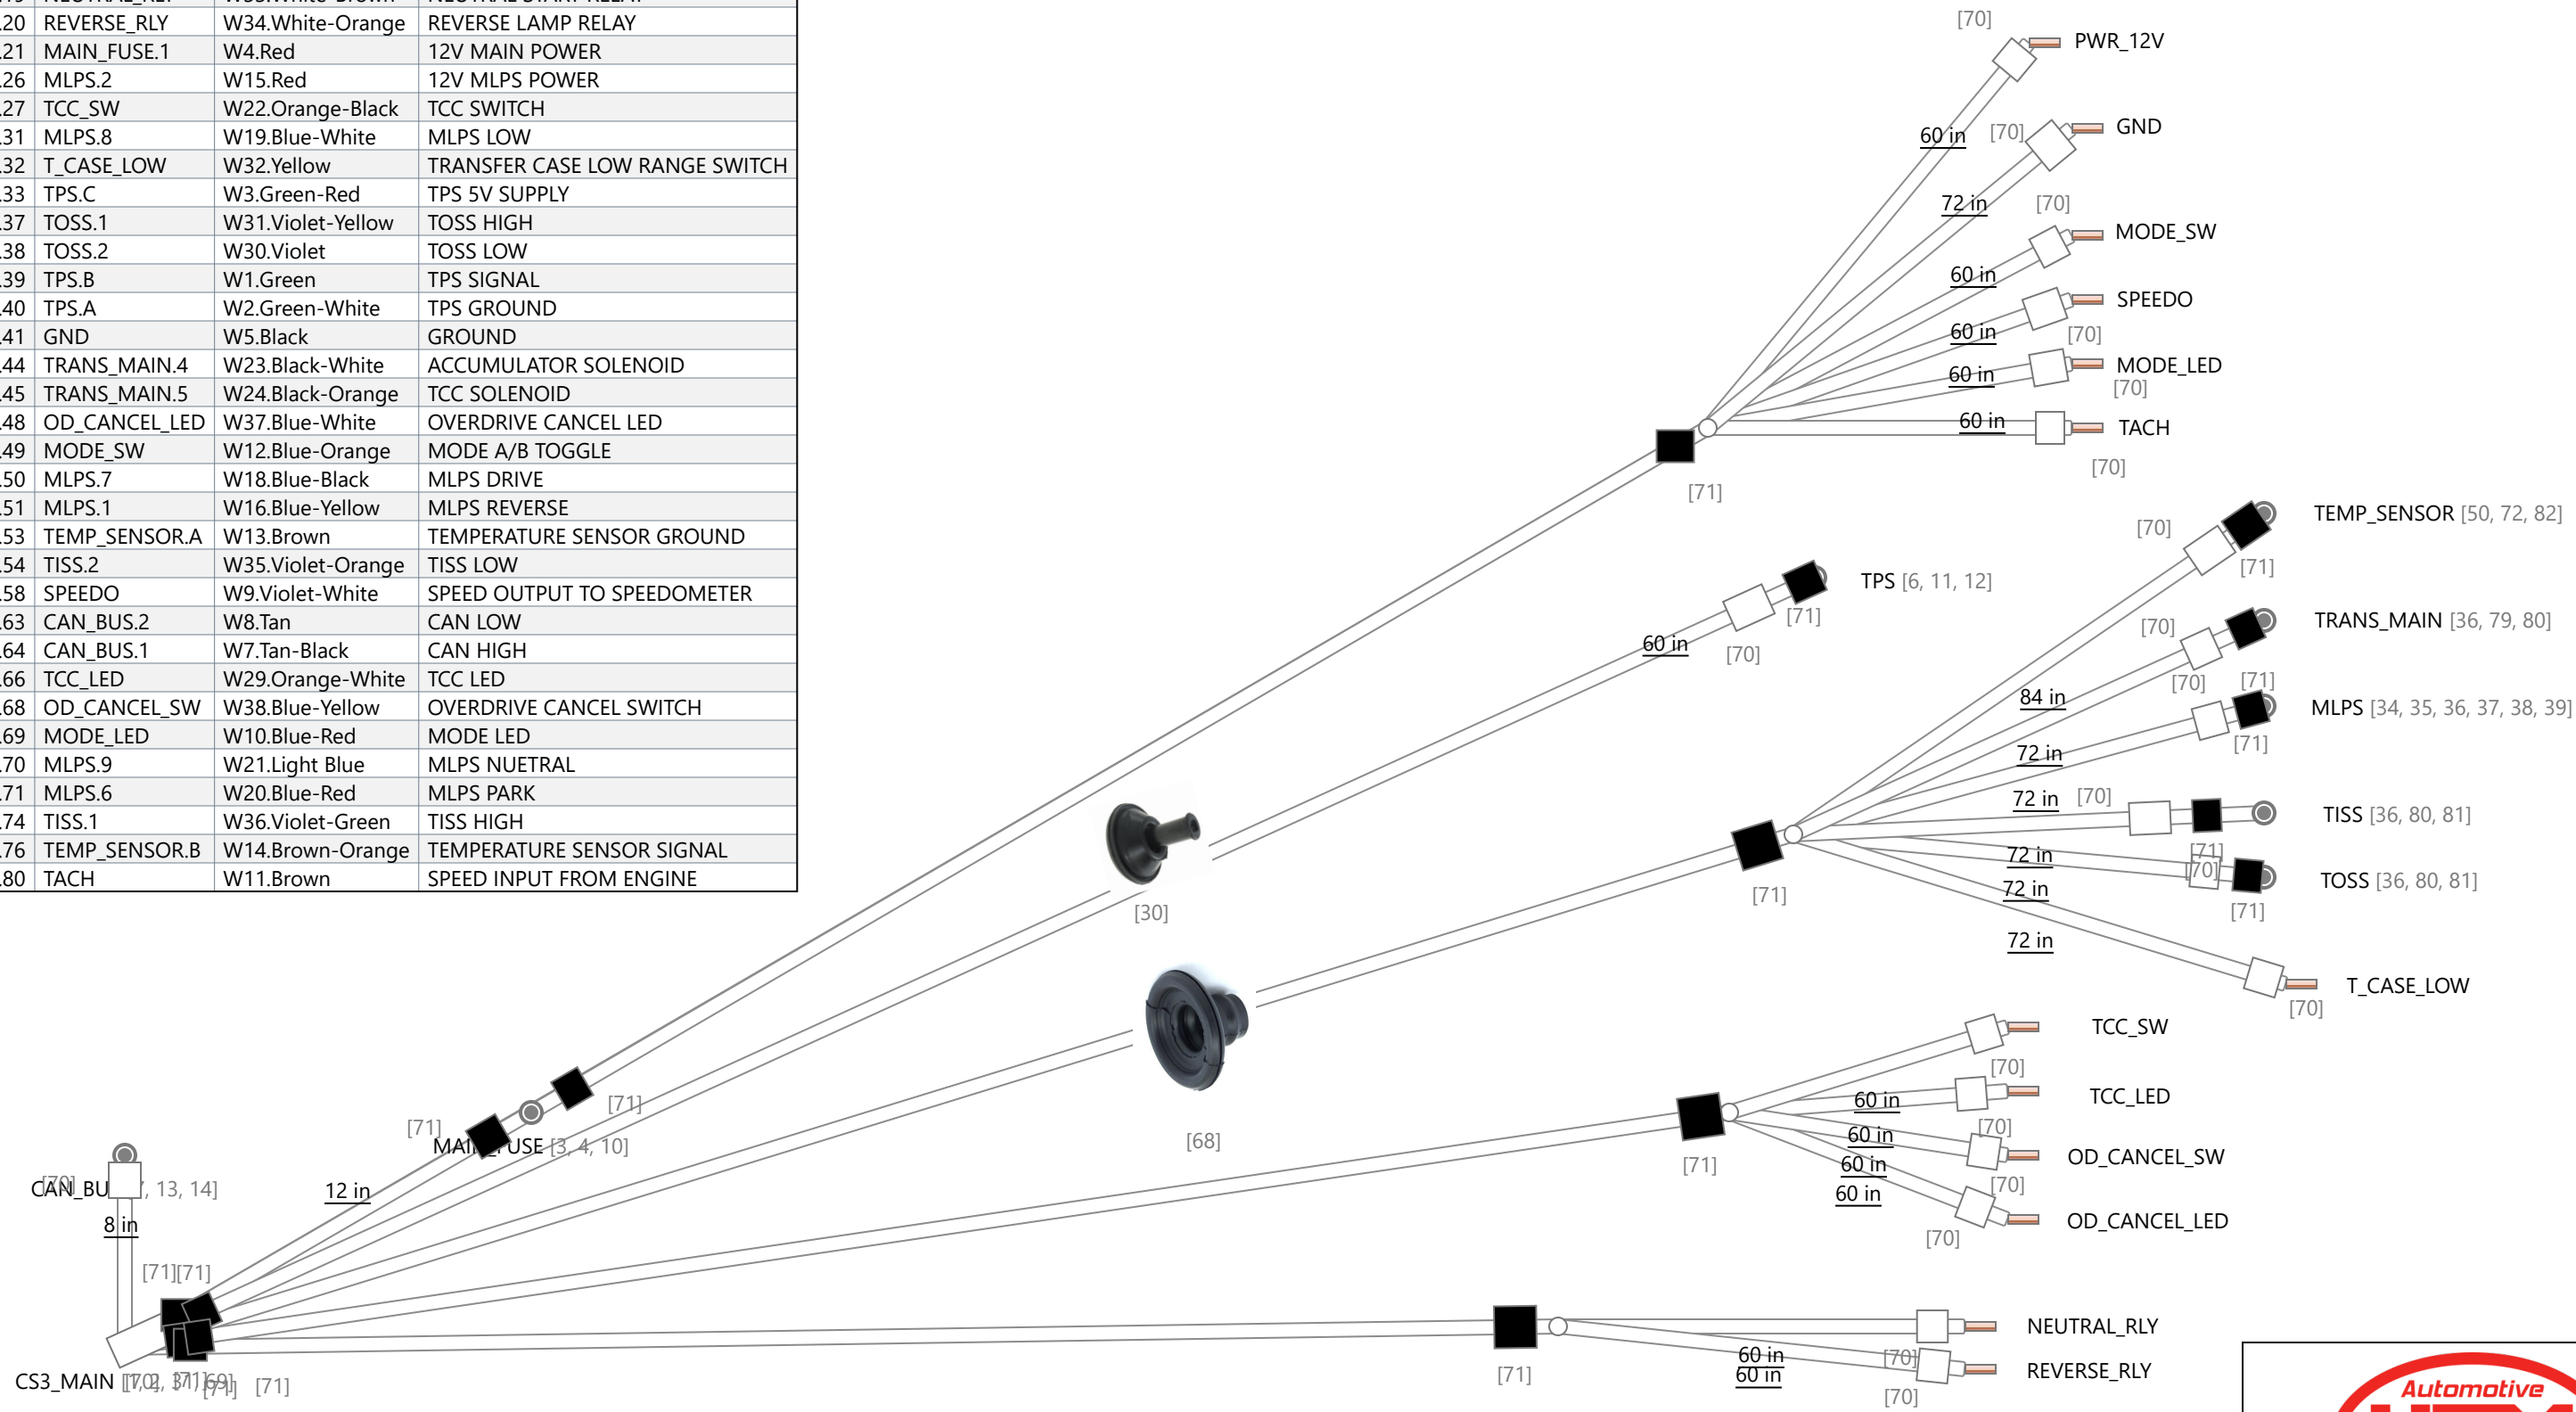 .20 REVERSE_RLY W34.White-Orange REVERSE LAMP RELAY
.21 MAIN_FUSE.1 W4.Red 12V MAIN POWER
.26 MLPS.2 W15.Red 12V MLPS POWER
.27 TCC_SW W22.Orange-Black TCC SWITCH
.31 MLPS.8 W19.Blue-White MLPS LOW
.32 T_CASE_LOW W32.Yellow TRANSFER CASE LOW RANGE SWITCH
.33 TPS.C W3.Green-Red TPS 5V SUPPLY
.37 TOSS.1 W31.Violet-Yellow TOSS HIGH
.38 TOSS.2 W30.Violet TOSS LOW
.39 TPS.B W1.Green TPS SIGNAL
.40 TPS.A W2.Green-White TPS GROUND
.41 GND W5.Black GROUND
.44 TRANS_MAIN.4 W23.Black-White ACCUMULATOR SOLENOID
.45 TRANS_MAIN.5 W24.Black-Orange TCC SOLENOID
.48 OD_CANCEL_LED W37.Blue-White OVERDRIVE CANCEL LED
.49 MODE_SW W12.Blue-Orange MODE A/B TOGGLE
.50 MLPS.7 W18.Blue-Black MLPS DRIVE
.51 MLPS.1 W16.Blue-Yellow MLPS REVERSE
.53 TEMP_SENSOR.A W13.Brown TEMPERATURE SENSOR GROUND
.54 TISS.2 W35.Violet-Orange TISS LOW
.58 SPEEDO W9.Violet-White SPEED OUTPUT TO SPEEDOMETER
.63 CAN_BUS.2 W8.Tan CAN LOW
.64 CAN_BUS.1 W7.Tan-Black CAN HIGH
.66 TCC_LED W29.Orange-White TCC LED
.68 OD_CANCEL_SW W38.Blue-Yellow OVERDRIVE CANCEL SWITCH
.69 MODE_LED W10.Blue-Red MODE LED
.70 MLPS.9 W21.Light Blue MLPS NUETRAL
.71 MLPS.6 W20.Blue-Red MLPS PARK
.74 TISS.1 W36.Violet-Green TISS HIGH
.76 TEMP_SENSOR.B W14.Brown-Orange TEMPERATURE SENSOR SIGNAL
.80 TACH W11.Brown SPEED INPUT FROM ENGINE
[70]
PWR_12V
60 in
[70]
GND
72 in
[70]
MODE_SW
60 in
SPEEDO
60 in
[70]
MODE_LED
60 in
[70]
60 in
TACH
[70]
[71]
TPS [6, 11, 12]
[71]
60 in
[70]
[70]
TEMP_SENSOR [50, 72, 82]
[71]
[70]
TRANS_MAIN [36, 79, 80]
[70]
[71]
84 in
MLPS [34, 35, 36, 37, 38, 39]
72 in
[71]
72 in
[70]
TISS [36, 80, 81]
[71]
72 in
[70]
TOSS [36, 80, 81]
72 in
[71]
[71]
72 in
T_CASE_LOW
[70]
[30]
[68]
TCC_SW
[70]
60 in
TCC_LED
[70]
60 in
OD_CANCEL_SW
60 in
[70]
60 in
OD_CANCEL_LED
[70]
[71]
[71]
[71]
MAIN_FUSE [3, 4, 10]
12 in
13, 14]
8 in
[71][71]
CS3_MAIN
[71]
[71]
NEUTRAL_RLY
60 in
[70]
60 in
REVERSE_RLY
[70]
Automotive